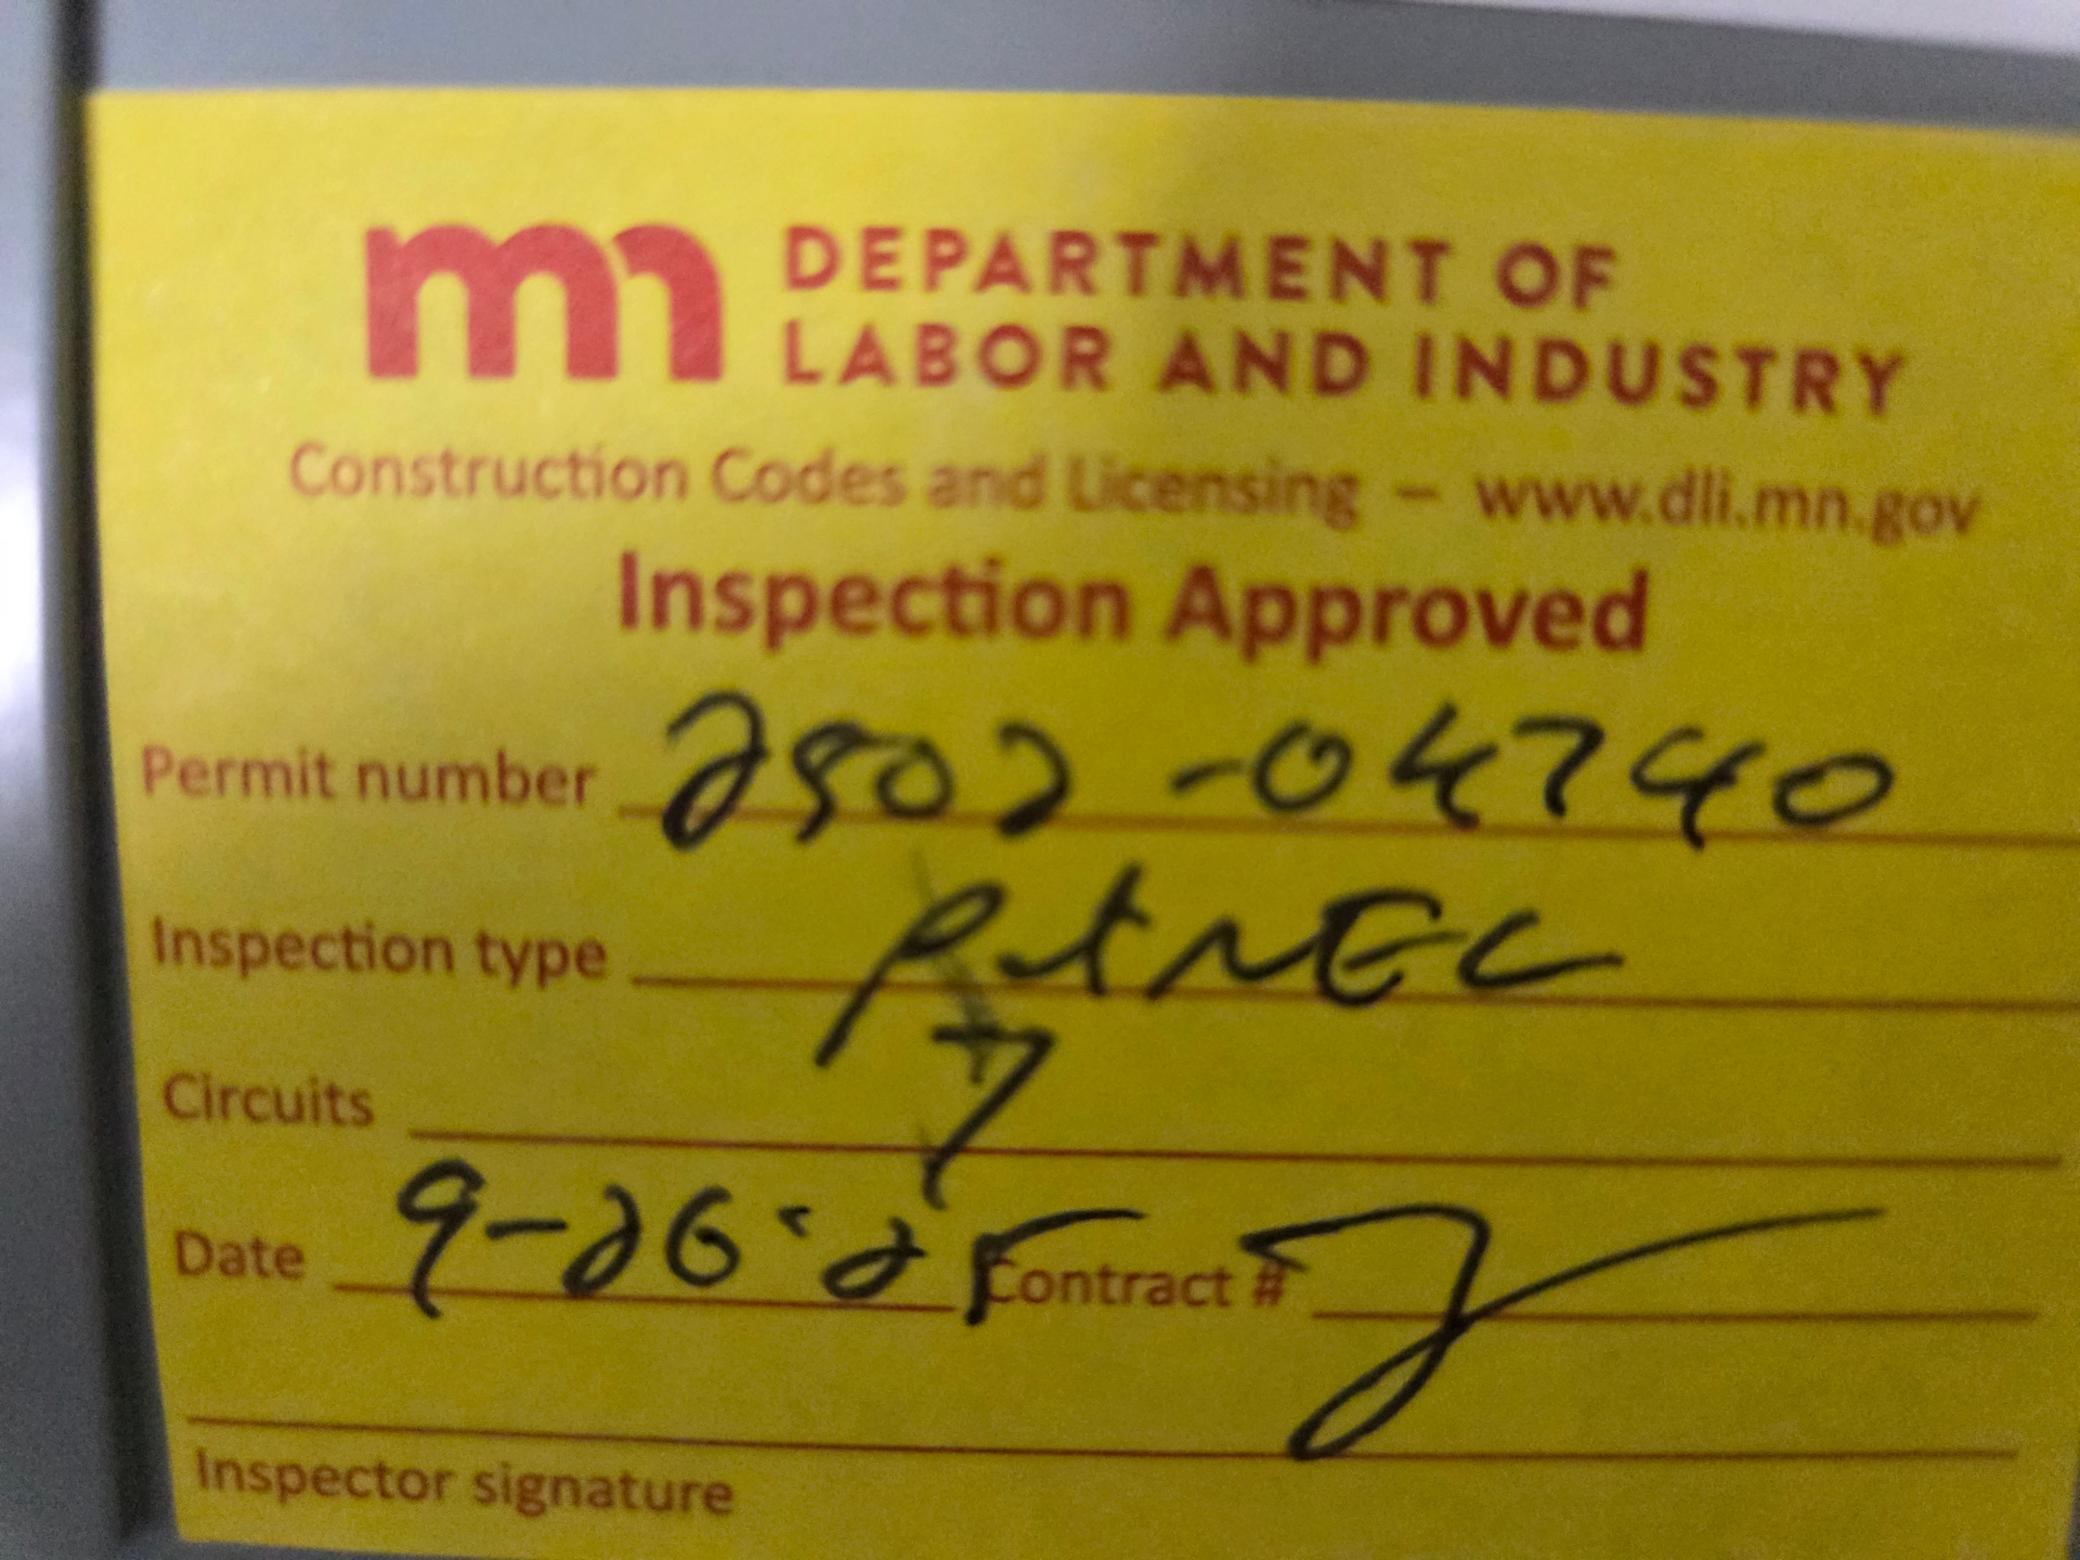 mn DEPARTMENT OF
LABOR AND INDUSTRY
Construction Codes and Licensing – www.dli.mn.gov
Inspection Approved
Permit number 2502-04740
Inspection type
Circuits 7
Date 9-26-25 Contract #
Inspector signature